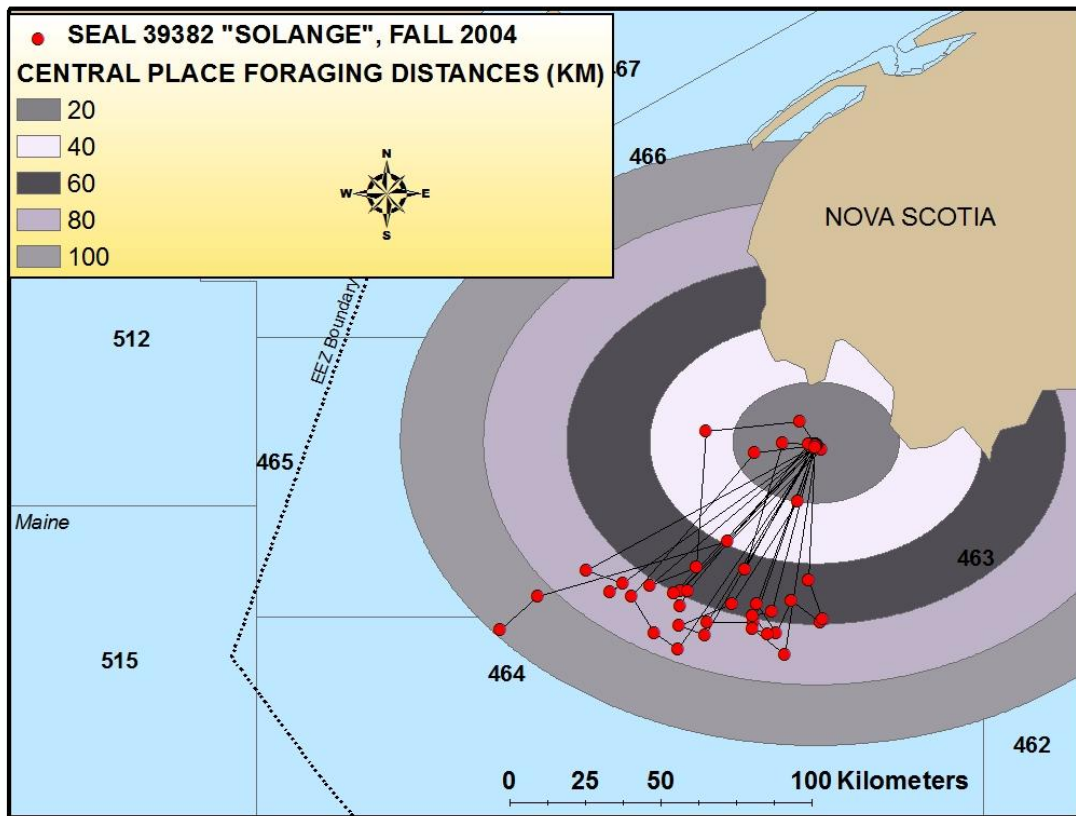 SEAL 39382 "SOLANGE", FALL 2004
CENTRAL PLACE FORAGING DISTANCES (KM)
20
40
60
80
100
N
W E
S
467
466
NOVA SCOTIA
512
EEZ Boundary
465
Maine
463
515
464
462
0 25 50 100 Kilometers